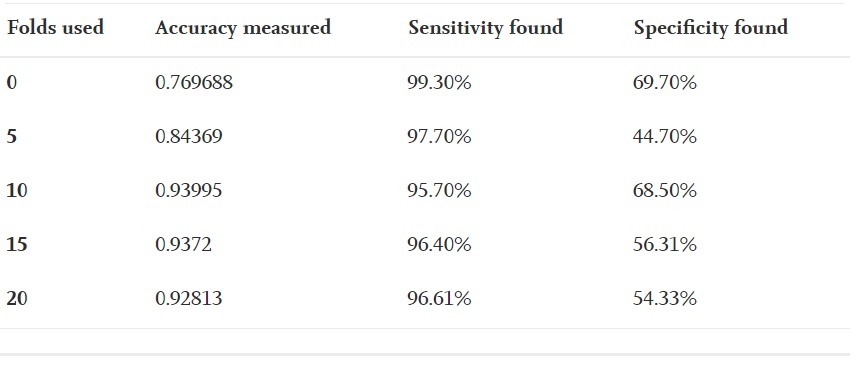 Folds used Accuracy measured Sensitivity found Specificity found
0 0.769688 99.30% 69.70%
5 0.84369 97.70% 44.70%
10 0.93995 95.70% 68.50%
15 0.9372 96.40% 56.31%
20 0.92813 96.61% 54.33%